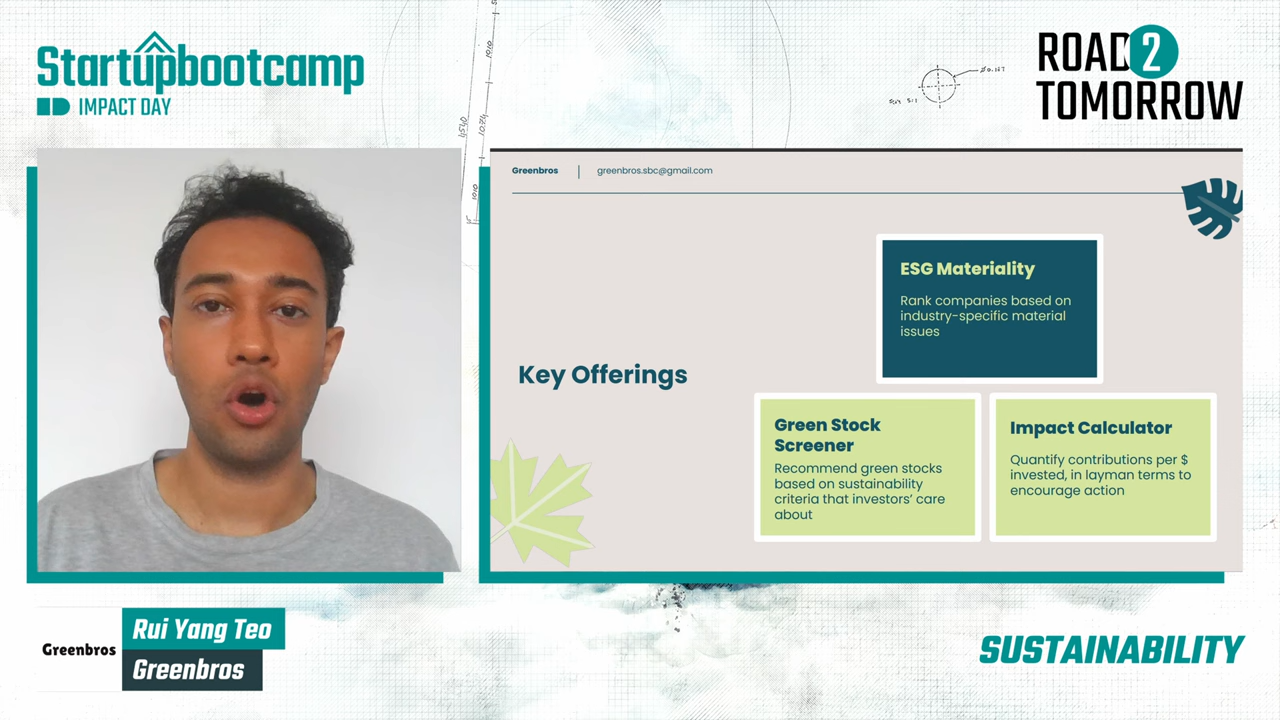 Startupbootcamp
IMPACT DAY
ROAD 2
TOMORROW
Greenbros
greenbros.sbc@gmail.com
Key Offerings
ESG Materiality
Rank companies based on
industry-specific material
issues
Green Stock
Screener
Recommend green stocks
based on sustainability
criteria that investors’ care
about
Impact Calculator
Quantify contributions per $
invested, in layman terms to
encourage action
Greenbros
Rui Yang Teo
Greenbros
SUSTAINABILITY